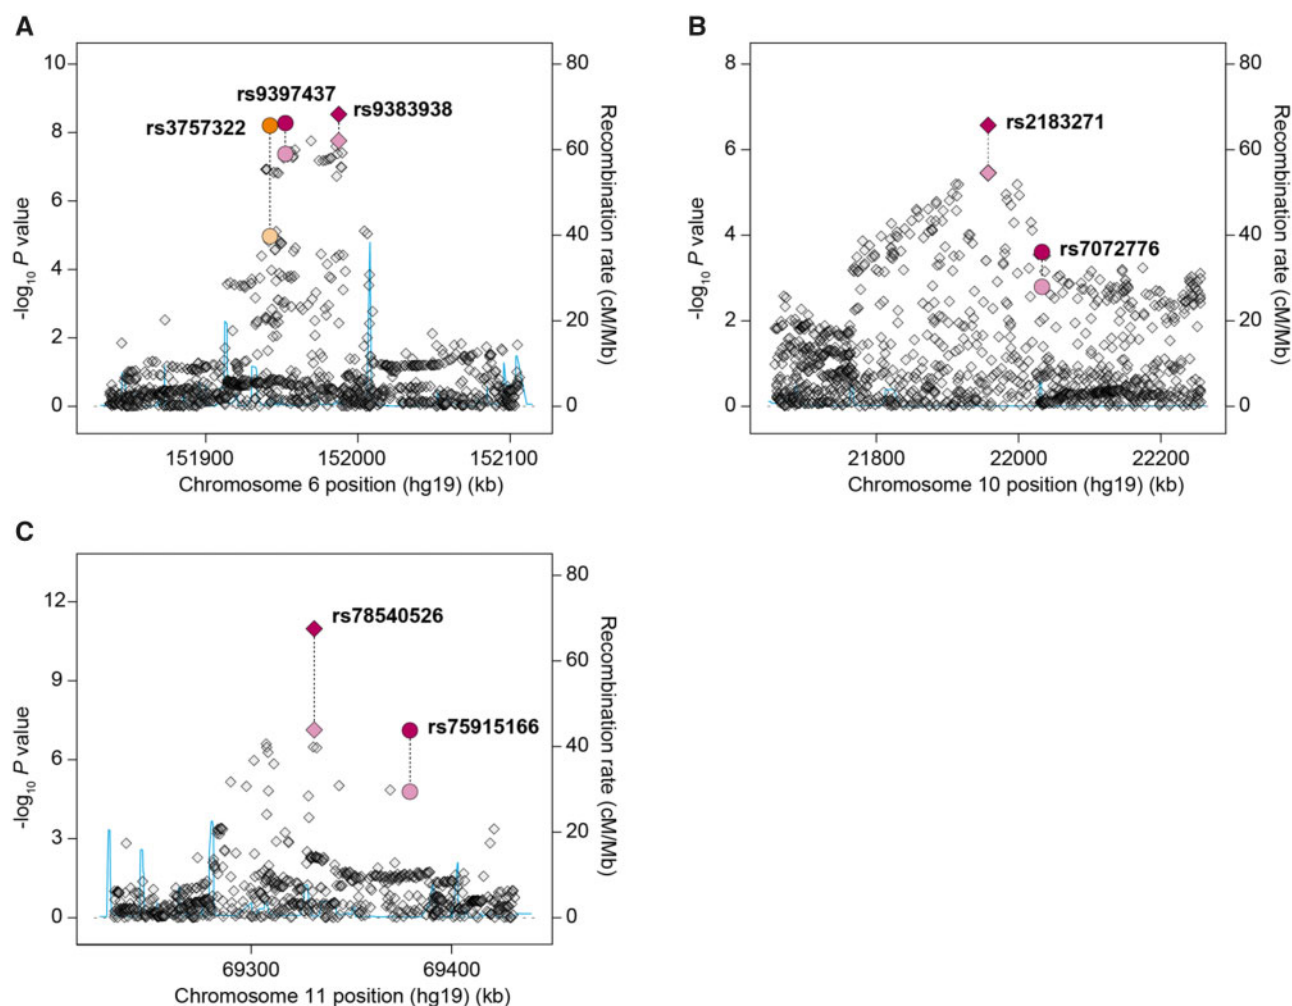 A
10
8
6
4
2
0
-log10 P value
80
60
40
20
0
Recombination rate (cM/Mb)
rs9397437
rs9383938
rs3757322
151900 152000 152100
Chromosome 6 position (hg19) (kb)
B
8
6
4
2
0
-log10 P value
80
60
40
20
0
Recombination rate (cM/Mb)
rs2183271
rs7072776
21800 22000 22200
Chromosome 10 position (hg19) (kb)
C
12
9
6
3
0
-log10 P value
80
60
40
20
0
Recombination rate (cM/Mb)
rs78540526
rs75915166
69300 69400
Chromosome 11 position (hg19) (kb)